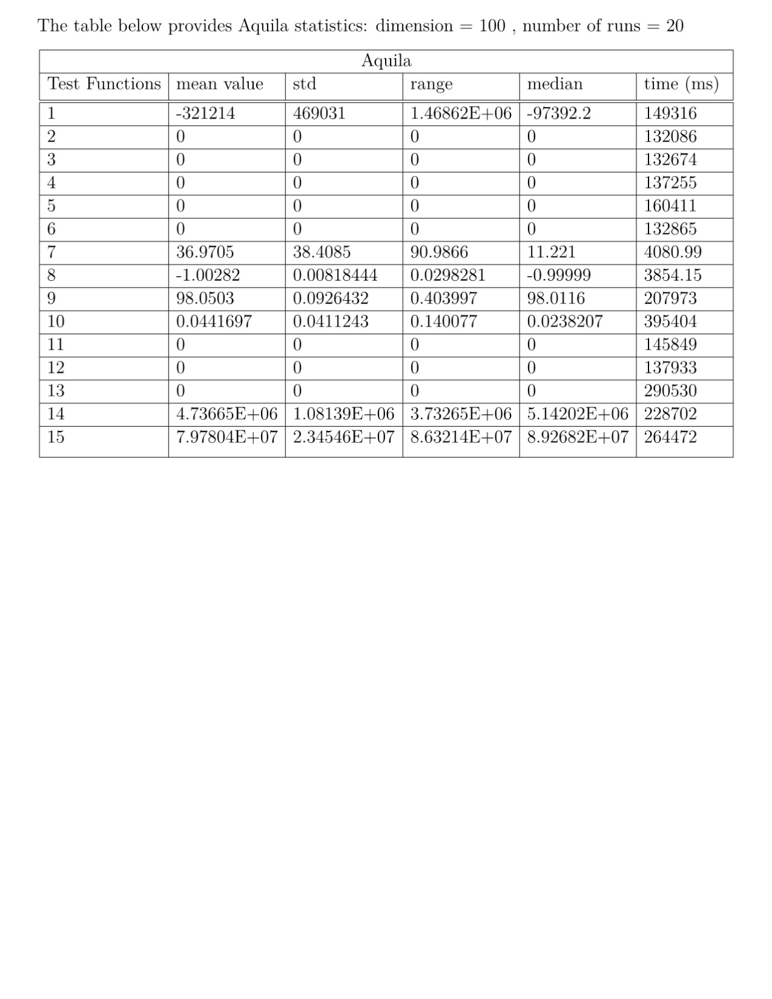 The table below provides Aquila statistics: dimension = 100 , number of runs = 20
Aquila
Test Functions mean value std range median time (ms)
1 -321214 469031 1.46862E+06 -97392.2 149316
2 0 0 0 0 132086
3 0 0 0 0 132674
4 0 0 0 0 137255
5 0 0 0 0 160411
6 0 0 0 0 132865
7 36.9705 38.4085 90.9866 11.221 4080.99
8 -1.00282 0.00818444 0.0298281 -0.99999 3854.15
9 98.0503 0.0926432 0.403997 98.0116 207973
10 0.0441697 0.0411243 0.140077 0.0238207 395404
11 0 0 0 0 145849
12 0 0 0 0 137933
13 0 0 0 0 290530
14 4.73665E+06 1.08139E+06 3.73265E+06 5.14202E+06 228702
15 7.97804E+07 2.34546E+07 8.63214E+07 8.92682E+07 264472